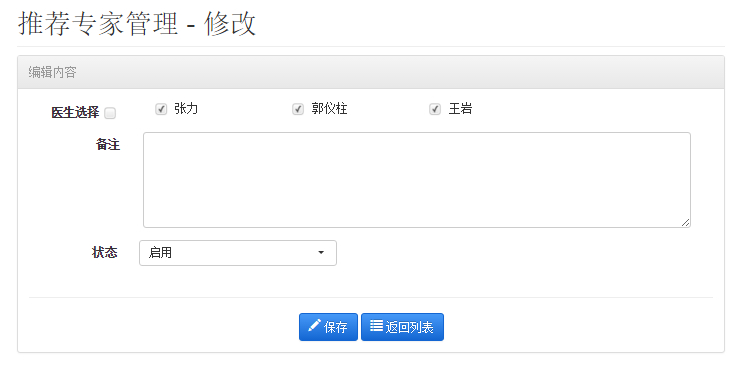 推荐专家管理 - 修改
编辑内容
医生选择 张力 郭仪柱 王岩
备注
状态 启用
保存 返回列表